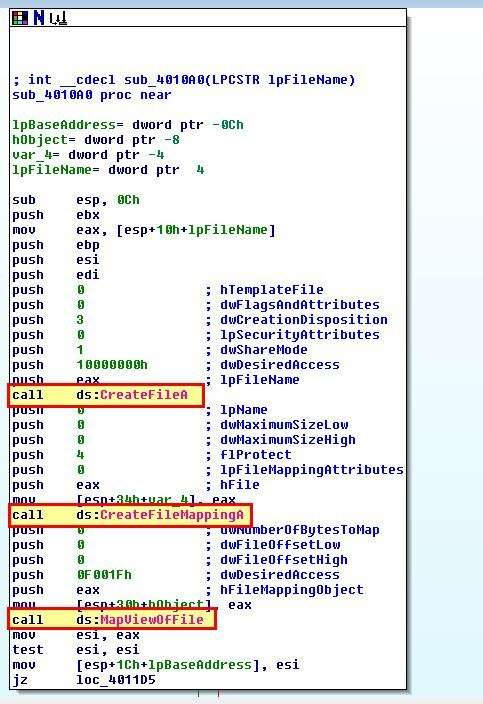 ; int __cdecl sub_4010A0(LPCSTR lpFileName)
sub_4010A0 proc near
lpBaseAddress= dword ptr -0Ch
hObject= dword ptr -8
var_4= dword ptr -4
lpFileName= dword ptr  4
sub     esp, 0Ch
push    ebx
mov     eax, [esp+10h+lpFileName]
push    ebp
push    esi
push    edi
push    0               ; hTemplateFile
push    0               ; dwFlagsAndAttributes
push    3               ; dwCreationDisposition
push    0               ; lpSecurityAttributes
push    1               ; dwShareMode
push    10000000h       ; dwDesiredAccess
push    eax             ; lpFileName
call    ds:CreateFileA
push    0               ; lpName
push    0               ; dwMaximumSizeLow
push    0               ; dwMaximumSizeHigh
push    4               ; flProtect
push    0               ; lpFileMappingAttributes
push    eax             ; hFile
mov     [esp+34h+var_4], eax
call    ds:CreateFileMappingA
push    0               ; dwNumberOfBytesToMap
push    0               ; dwFileOffsetLow
push    0               ; dwFileOffsetHigh
push    0F001Fh         ; dwDesiredAccess
push    eax             ; hFileMappingObject
mov     [esp+30h+hObject], eax
call    ds:MapViewOfFile
mov     esi, eax
test    esi, esi
mov     [esp+1Ch+lpBaseAddress], esi
jz      loc_4011D5